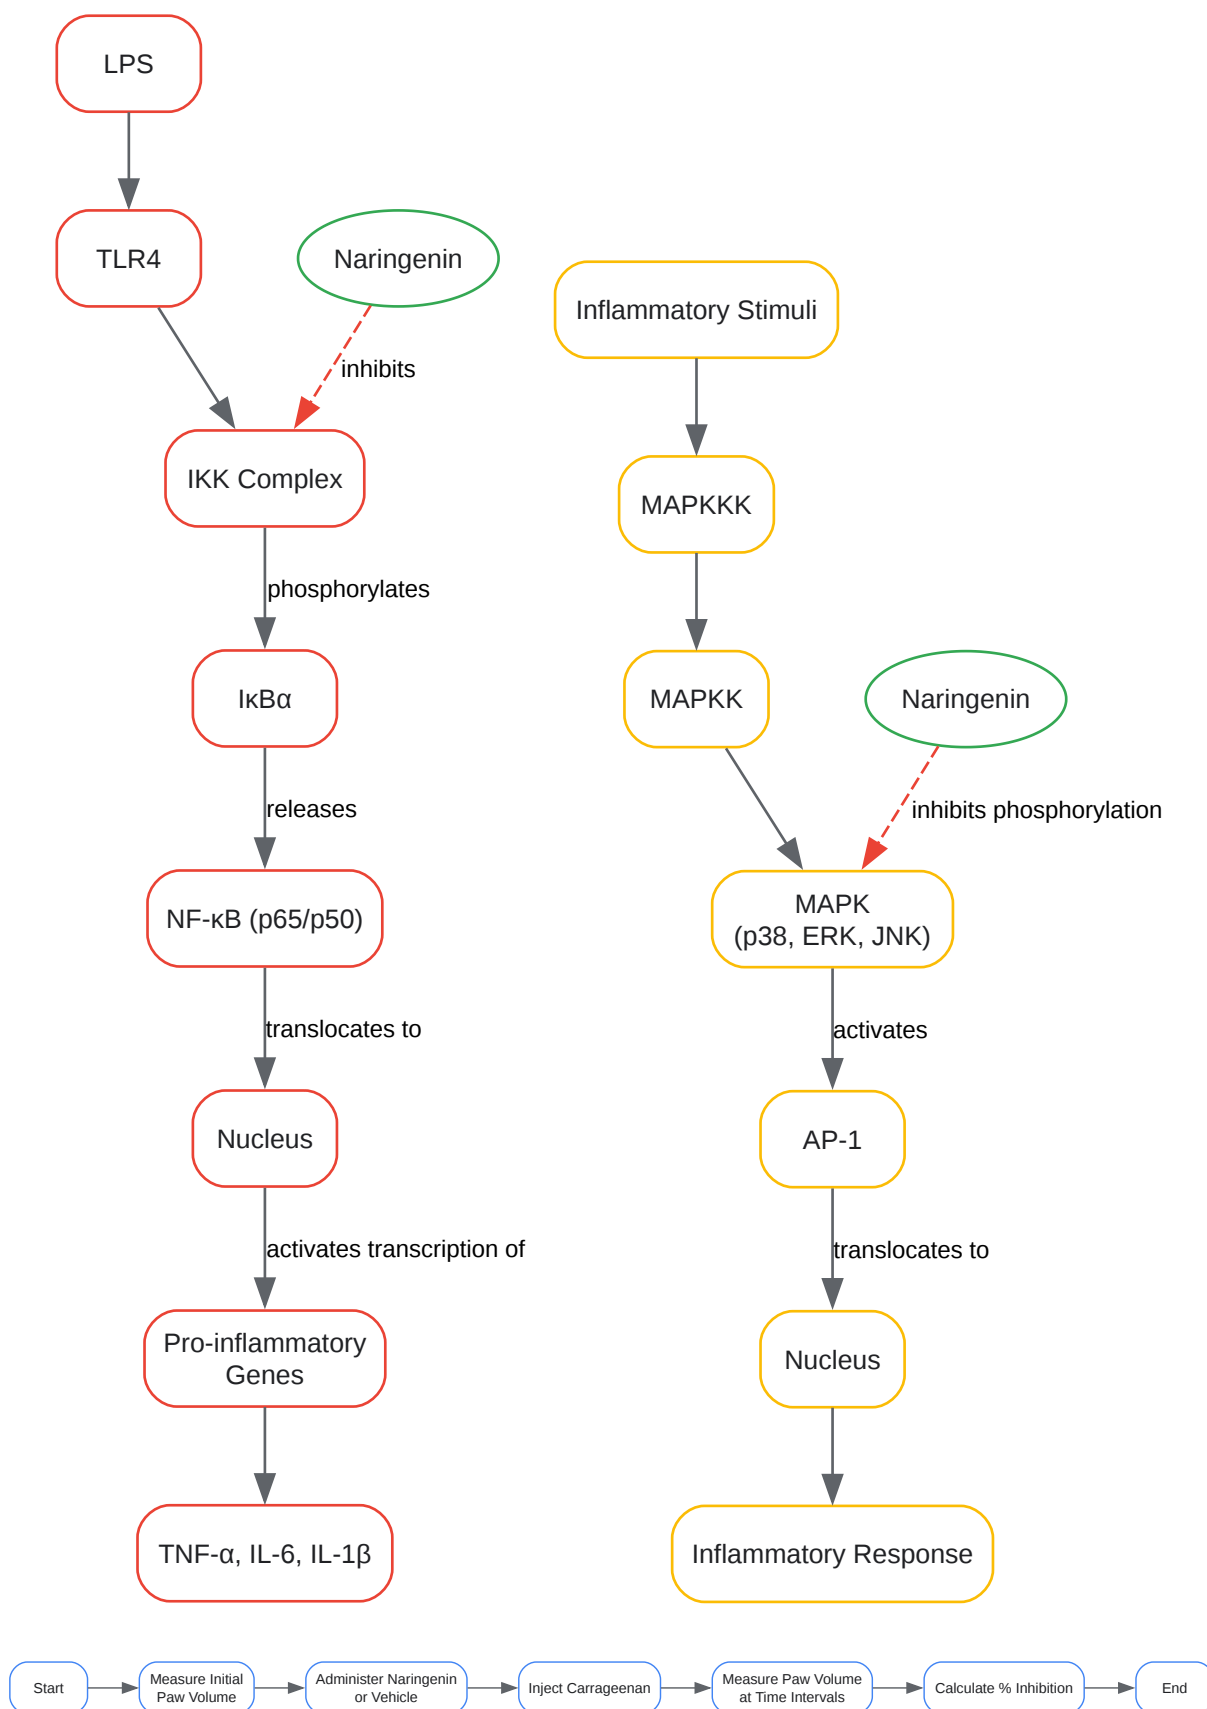 LPS
TLR4
Naringenin
inhibits
IKK Complex
phosphorylates
IκBα
releases
NF-κB (p65/p50)
translocates to
Nucleus
activates transcription of
Pro-inflammatory
Genes
TNF-α, IL-6, IL-1β
Inflammatory Stimuli
MAPKKK
MAPKK
Naringenin
inhibits phosphorylation
MAPK
(p38, ERK, JNK)
activates
AP-1
translocates to
Nucleus
Inflammatory Response
Start
Measure Initial
Paw Volume
Administer Naringenin
or Vehicle
Inject Carrageenan
Measure Paw Volume
at Time Intervals
Calculate % Inhibition
End